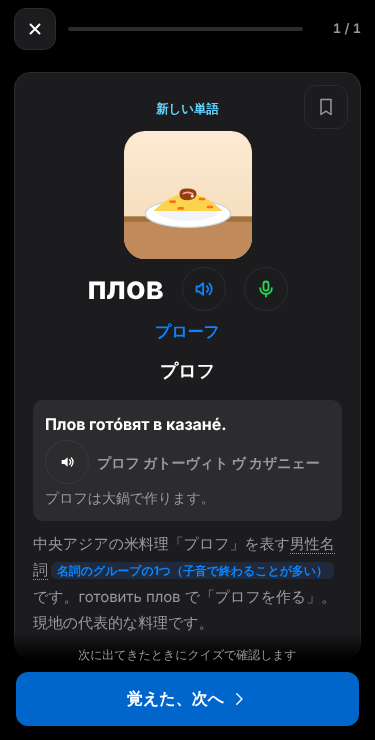 1 / 1
新しい単語
плов
プローフ
プロフ
Плов гото́вят в казане́.
プロフ ガトーヴィト ヴ カザニェー
プロフは大鍋で作ります。
中央アジアの米料理「プロフ」を表す男性名
詞 名詞のグループの1つ（子音で終わることが多い）
です。готовить плов で「プロフを作る」。
現地の代表的な料理です。
次に出てきたときにクイズで確認します
覚えた、次へ